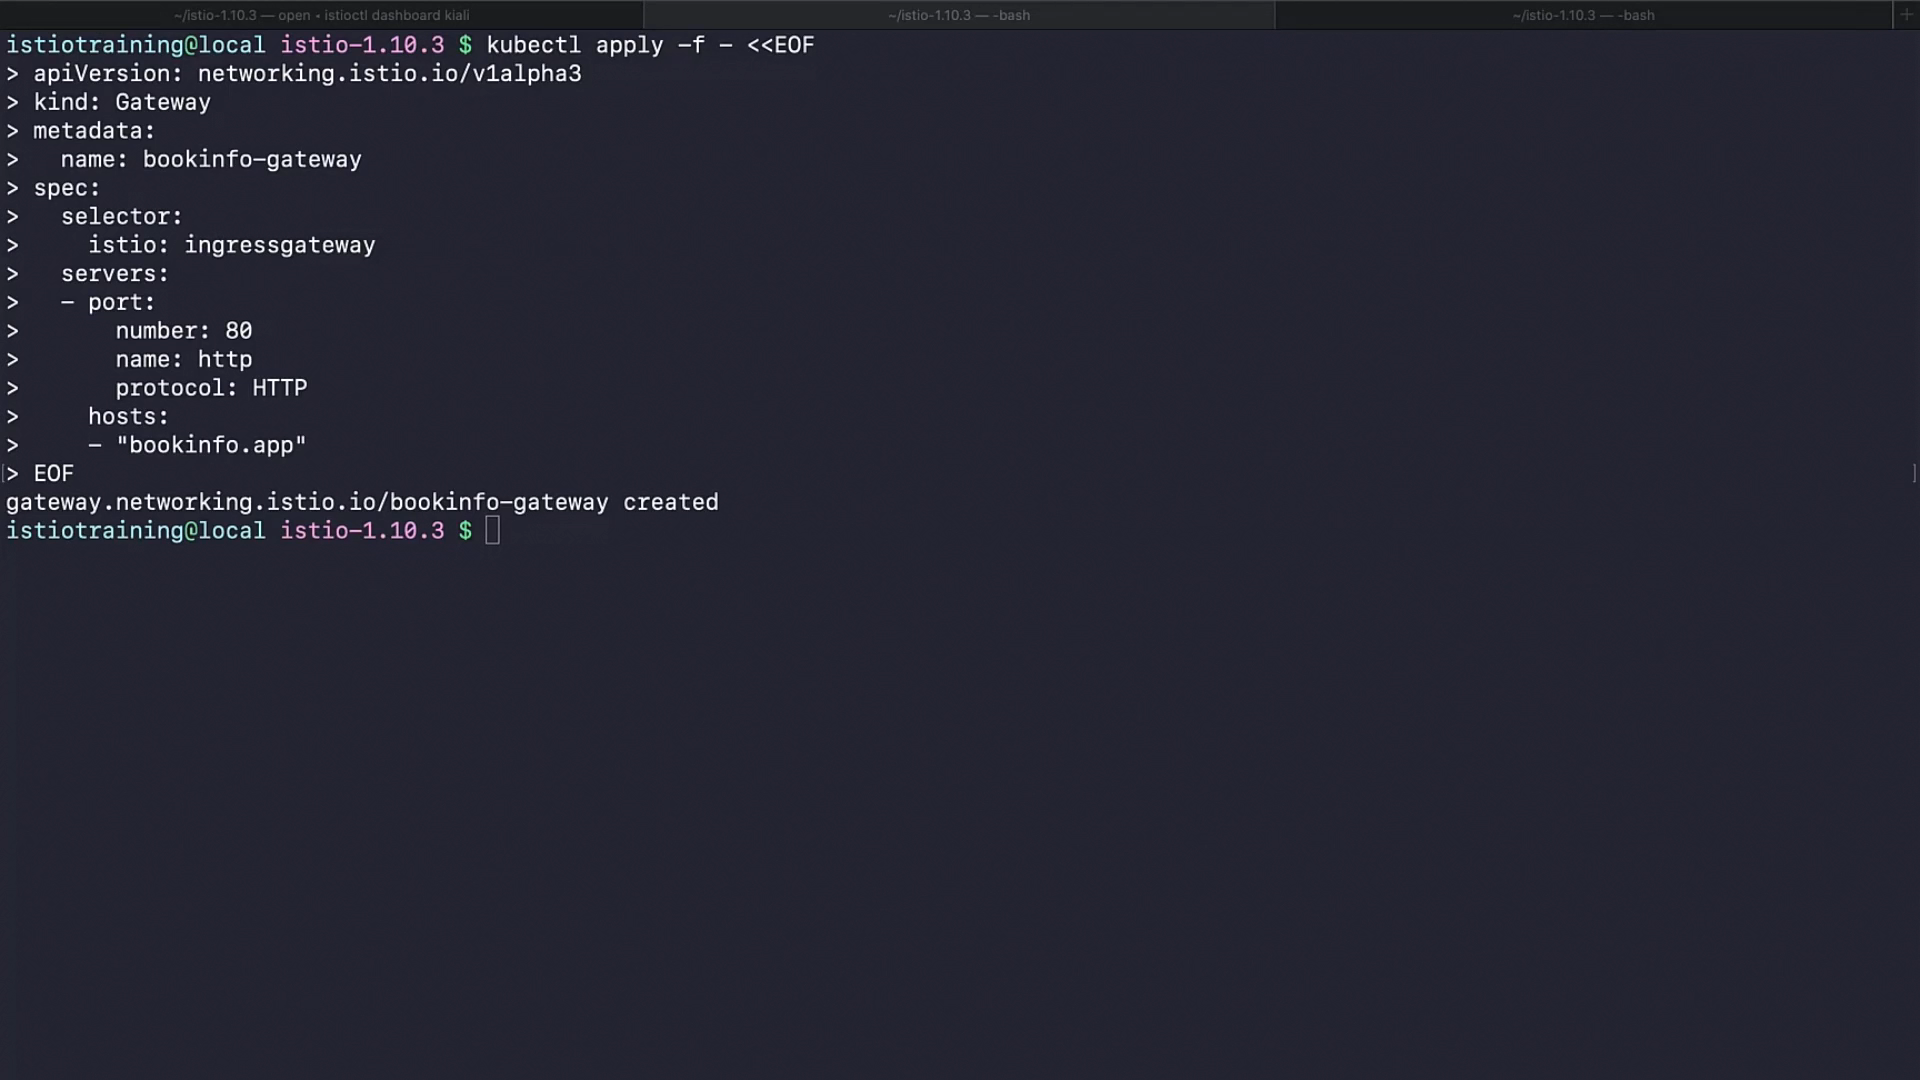 ~/istio-1.10.3 — open • istioctl dashboard kiali
~/istio-1.10.3 — -bash
~/istio-1.10.3 — -bash
+
istiotraining@local istio-1.10.3 $ kubectl apply -f - <<EOF
> apiVersion: networking.istio.io/v1alpha3
> kind: Gateway
> metadata:
>   name: bookinfo-gateway
> spec:
>   selector:
>     istio: ingressgateway
>   servers:
>   - port:
>       number: 80
>       name: http
>       protocol: HTTP
>     hosts:
>     - "bookinfo.app"
> EOF
gateway.networking.istio.io/bookinfo-gateway created
istiotraining@local istio-1.10.3 $